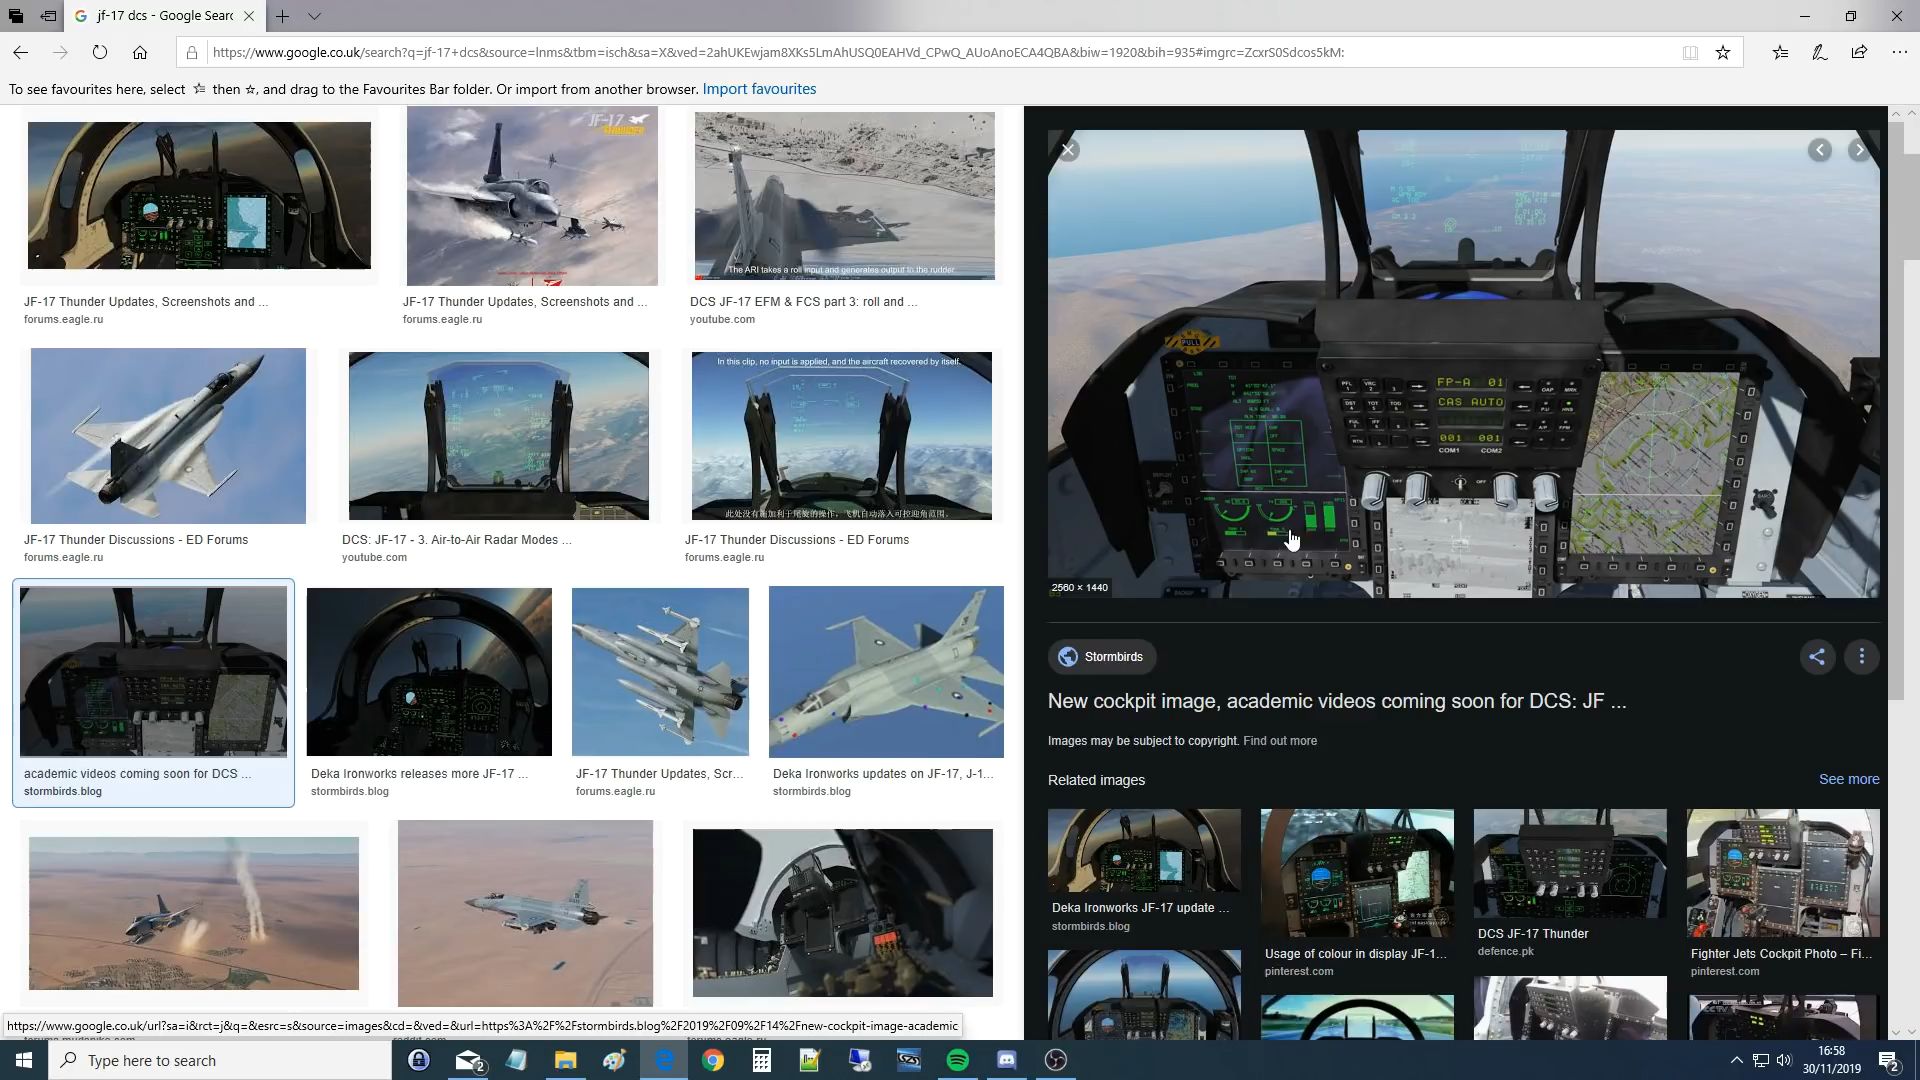 jf-17 dcs - Google Searc
https://www.google.co.uk/search?q=jf-17+dcs&source=lnms&tbm=isch&sa=X&ved=2ahUKEwjam8XKs5LmAhUSQ0EAHVd_CPwQ_AUoAnoECA4QBA&biw=1920&bih=935#imgrc=ZcxrS0Sdcos5kM:
To see favourites here, select then , and drag to the Favourites Bar folder. Or import from another browser. Import favourites
JF-17
THUNDER
The ARI takes a roll input and generates output to the rudder
JF-17 Thunder Updates, Screenshots and ...
forums.eagle.ru
JF-17 Thunder Updates, Screenshots and ...
forums.eagle.ru
DCS JF-17 EFM & FCS part 3: roll and ...
youtube.com
In this clip, no input is applied, and the aircraft recovered by itself.
JF-17 Thunder Discussions - ED Forums
forums.eagle.ru
DCS: JF-17 - 3. Air-to-Air Radar Modes ...
youtube.com
JF-17 Thunder Discussions - ED Forums
forums.eagle.ru
academic videos coming soon for DCS ...
stormbirds.blog
Deka Ironworks releases more JF-17 ...
stormbirds.blog
JF-17 Thunder Updates, Scr...
forums.eagle.ru
Deka Ironworks updates on JF-17, J-1...
stormbirds.blog
PULL
FP-A 01
CAS AUTO
001 001
COM1 COM2
OFF
2560 × 1440
Stormbirds
New cockpit image, academic videos coming soon for DCS: JF ...
Images may be subject to copyright. Find out more
Related images
See more
Deka Ironworks JF-17 update ...
stormbirds.blog
Usage of colour in display JF-1...
pinterest.com
DCS JF-17 Thunder
defence.pk
Fighter Jets Cockpit Photo – Fi...
pinterest.com
https://www.google.co.uk/url?sa=i&rct=j&q=&esrc=s&source=images&cd=&ved=&url=https%3A%2F%2Fstormbirds.blog%2F2019%2F09%2F14%2Fnew-cockpit-image-academic
Type here to search
2
16:58
30/11/2019
2